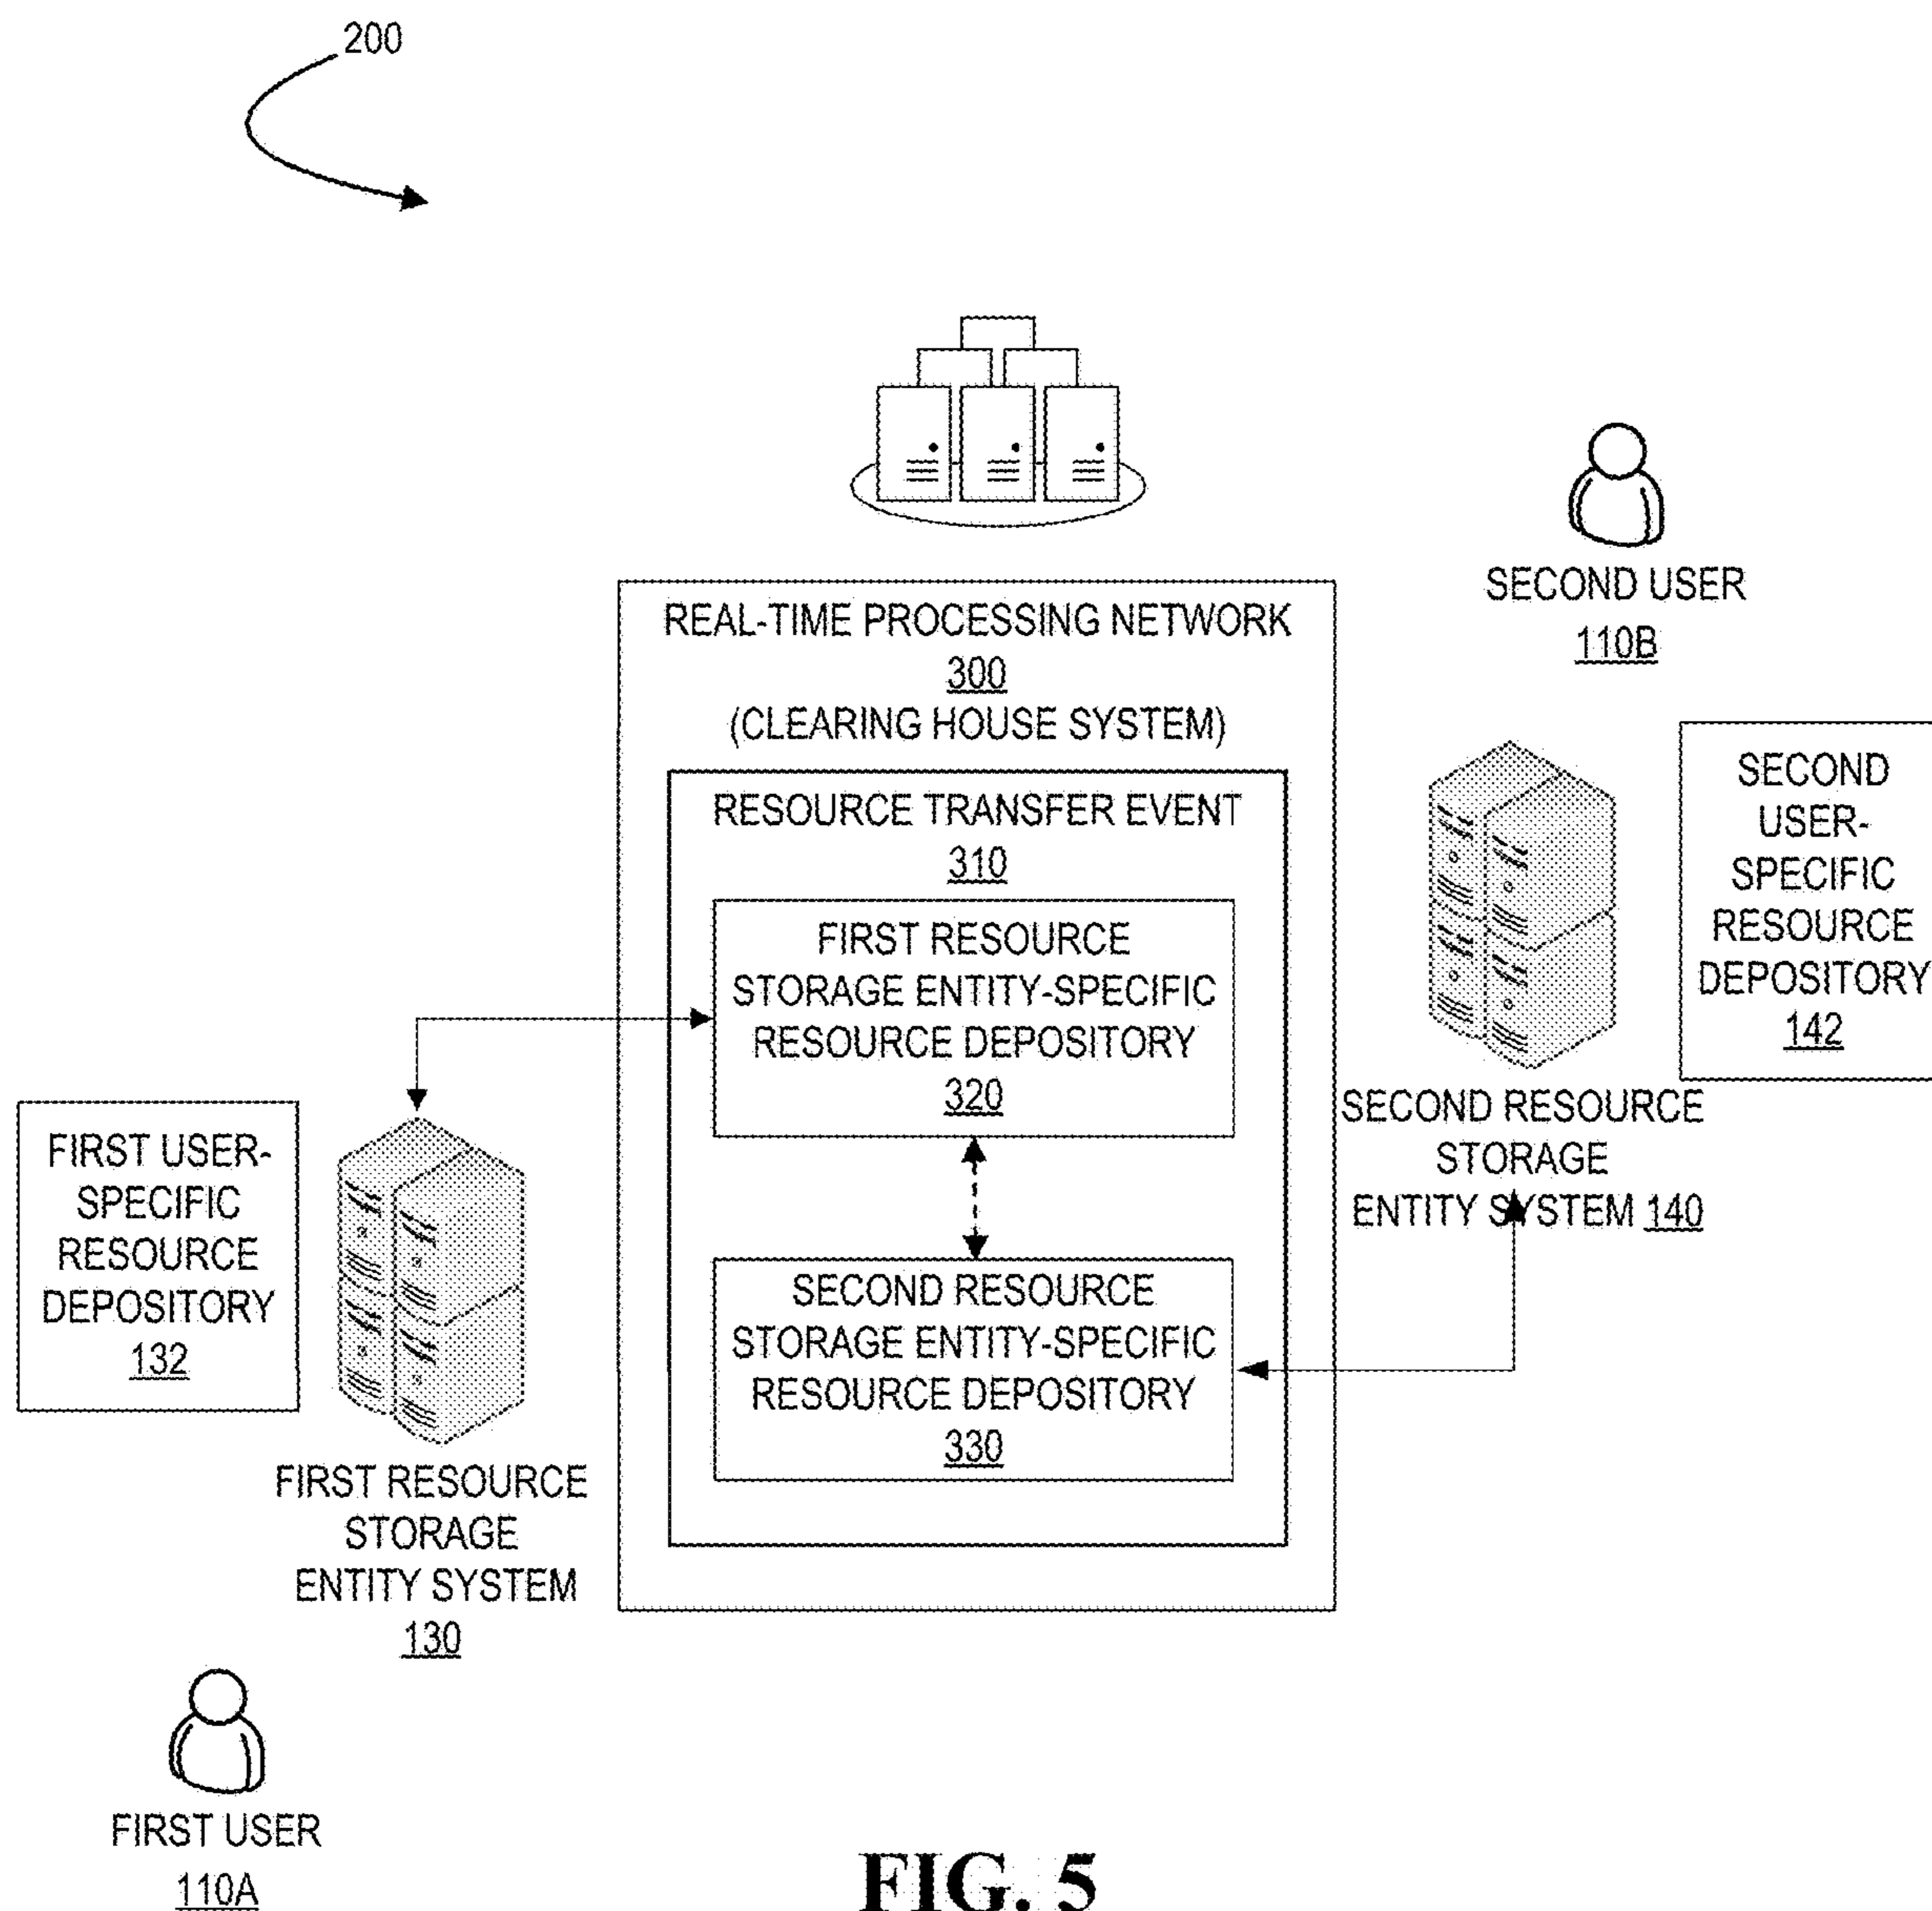 200
SECOND USER
110B
REAL-TIME PROCESSING NETWORK
300
(CLEARING HOUSE SYSTEM)
RESOURCE TRANSFER EVENT
310
FIRST RESOURCE
STORAGE ENTITY-SPECIFIC
RESOURCE DEPOSITORY
320
SECOND RESOURCE
STORAGE ENTITY-SPECIFIC
RESOURCE DEPOSITORY
330
SECOND
USER-
SPECIFIC
RESOURCE
DEPOSITORY
142
SECOND RESOURCE
STORAGE
ENTITY SYSTEM 140
FIRST USER-
SPECIFIC
RESOURCE
DEPOSITORY
132
FIRST RESOURCE
STORAGE
ENTITY SYSTEM
130
FIRST USER
110A
FIG. 5